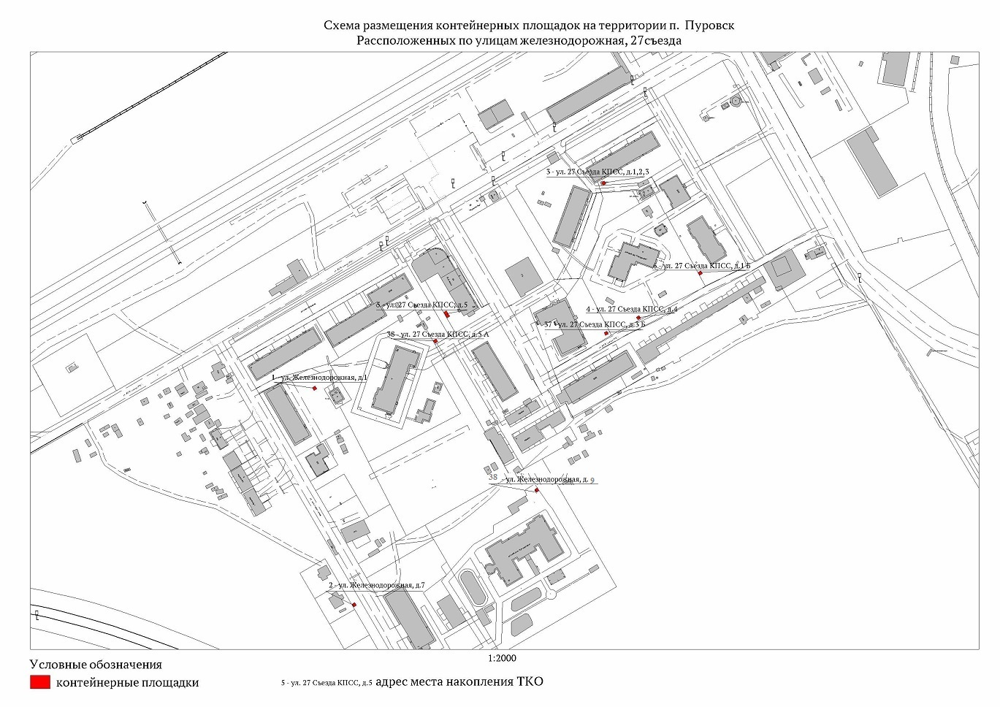 Схема размещения контейнерных площадок на территории п. Пуровск
Рассположенных по улицам железнодорожная, 27съезда
3 - ул. 27 Съезда КПСС, д.1,2,3
6 - ул. 27 Съезда КПСС, д.1 Б
3 - ул. 27 Съезда КПСС, д.5
4 - ул. 27 Съезда КПСС, д.4
37 - ул. 27 Съезда КПСС, д.3 Б
38 - ул. 27 Съезда КПСС, д.5 А
1 - ул. Железнодорожная, д.1
38 - ул. Железнодорожная, д. 9
2 - ул. Железнодорожная, д.7
1:2000
Условные обозначения
контейнерные площадки
5 - ул. 27 Съезда КПСС, д.5 адрес места накопления ТКО